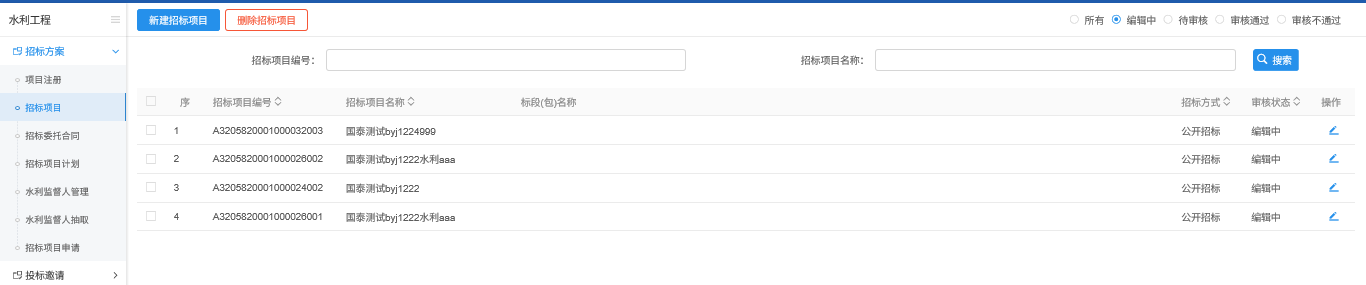 水利工程
新建招标项目 删除招标项目 所有 编辑中 待审核 审核通过 审核不通过
招标方案
招标项目编号： 招标项目名称： 搜索
项目注册
招标项目
招标委托合同
招标项目计划
水利监督人管理
水利监督人抽取
招标项目申请
投标邀请
序 招标项目编号 招标项目名称 标段(包)名称 招标方式 审核状态 操作
1 A3205820001000032003 国泰测试byj1224999 公开招标 编辑中
2 A3205820001000026002 国泰测试byj1222水利aaa 公开招标 编辑中
3 A3205820001000024002 国泰测试byj1222 公开招标 编辑中
4 A3205820001000026001 国泰测试byj1222水利aaa 公开招标 编辑中